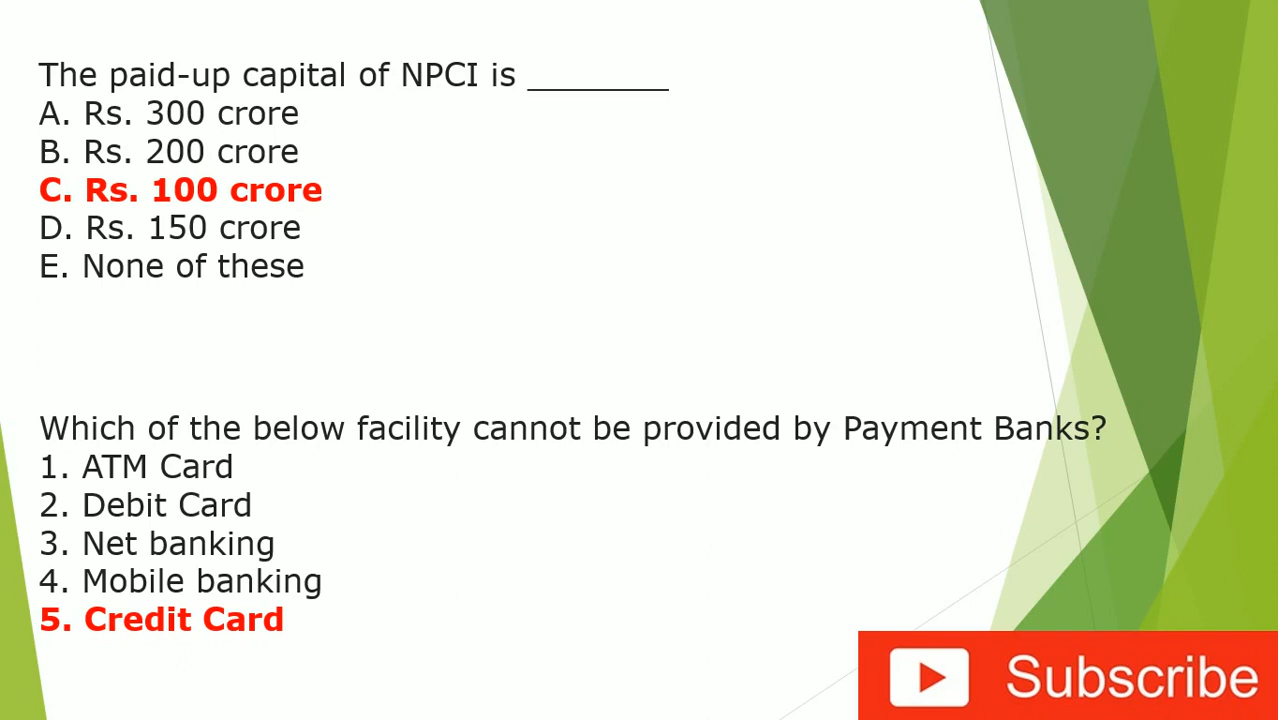 The paid-up capital of NPCI is ________
A. Rs. 300 crore
B. Rs. 200 crore
C. Rs. 100 crore
D. Rs. 150 crore
E. None of these
Which of the below facility cannot be provided by Payment Banks?
1. ATM Card
2. Debit Card
3. Net banking
4. Mobile banking
5. Credit Card
Subscribe